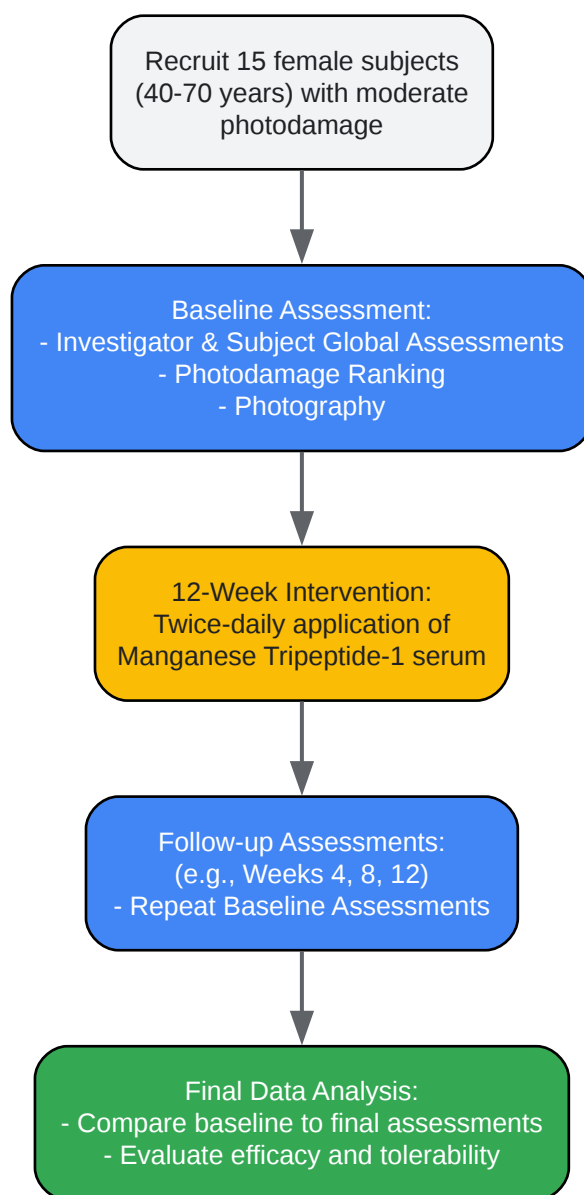 Recruit 15 female subjects
(40-70 years) with moderate
photodamage
Baseline Assessment:
- Investigator & Subject Global Assessments
- Photodamage Ranking
- Photography
12-Week Intervention:
Twice-daily application of
Manganese Tripeptide-1 serum
Follow-up Assessments:
(e.g., Weeks 4, 8, 12)
- Repeat Baseline Assessments
Final Data Analysis:
- Compare baseline to final assessments
- Evaluate efficacy and tolerability